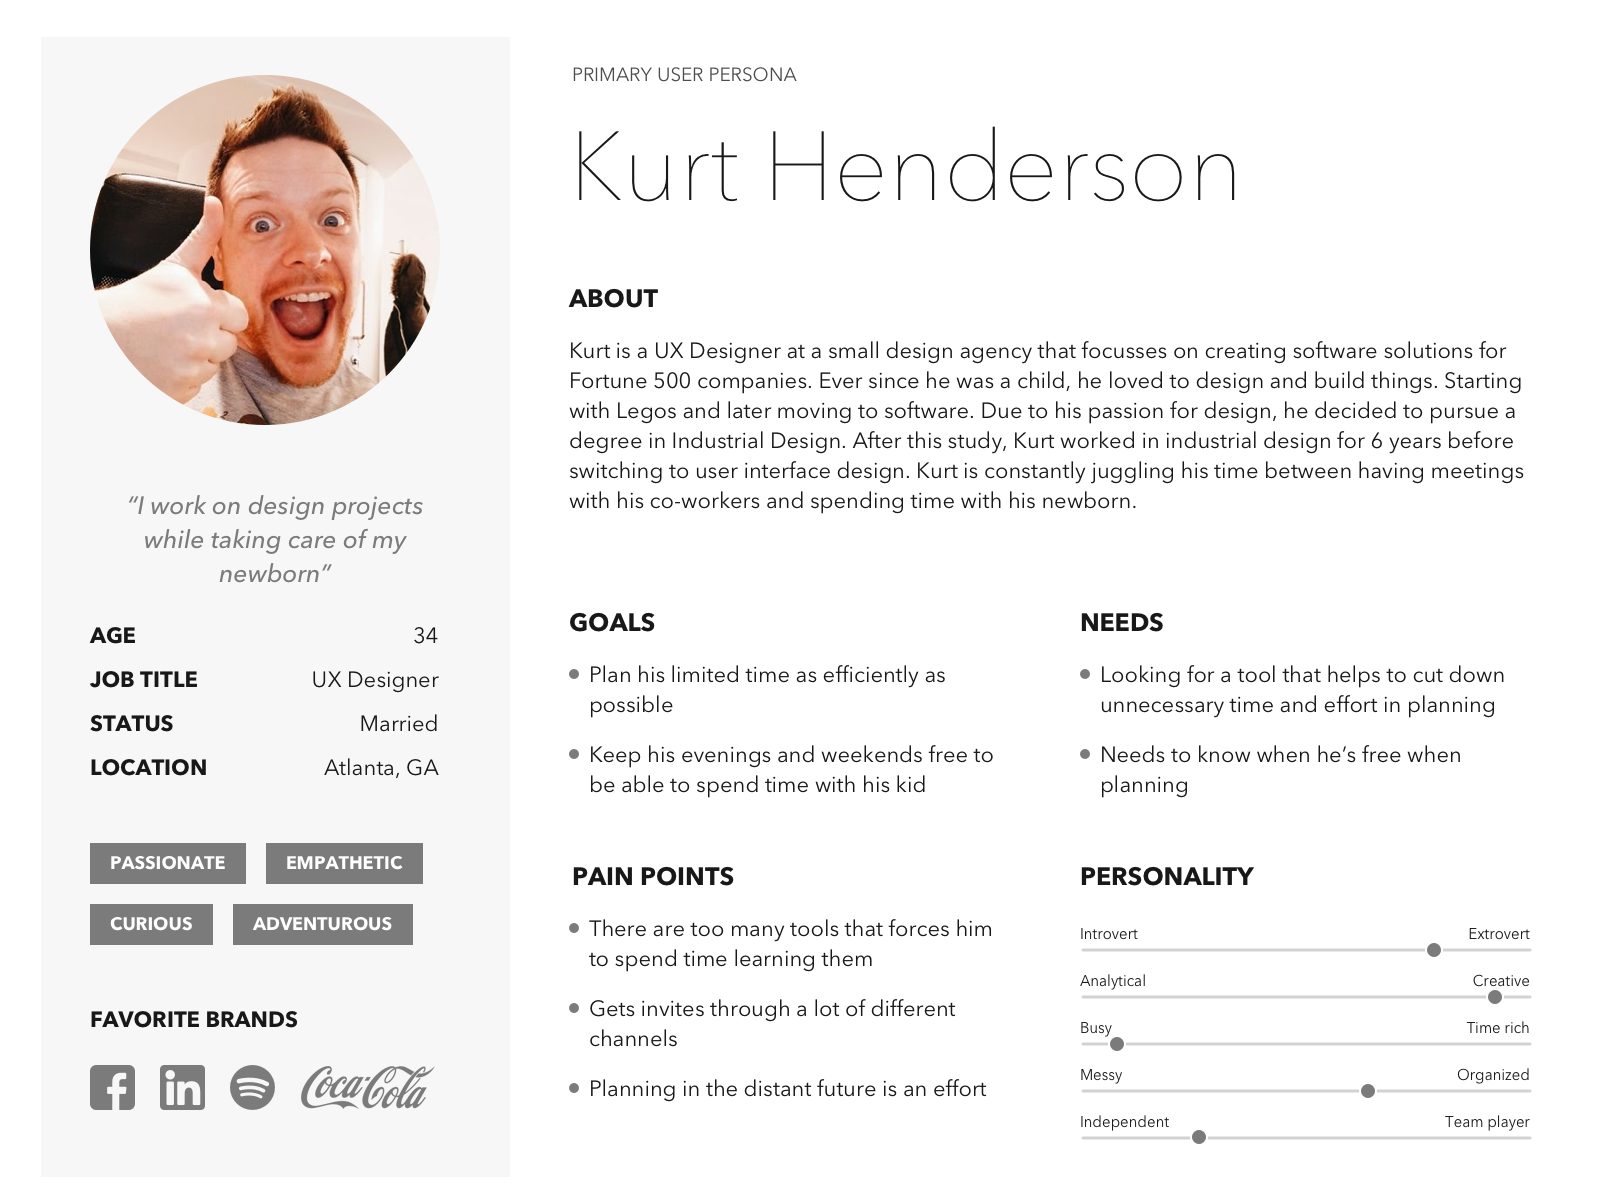 PRIMARY USER PERSONA
Kurt Henderson
“I work on design projects
while taking care of my
newborn”
AGE 34
JOB TITLE UX Designer
STATUS Married
LOCATION Atlanta, GA
PASSIONATE EMPATHETIC
CURIOUS ADVENTUROUS
FAVORITE BRANDS
f in Coca-Cola
ABOUT
Kurt is a UX Designer at a small design agency that focusses on creating software solutions for
Fortune 500 companies. Ever since he was a child, he loved to design and build things. Starting
with Legos and later moving to software. Due to his passion for design, he decided to pursue a
degree in Industrial Design. After this study, Kurt worked in industrial design for 6 years before
switching to user interface design. Kurt is constantly juggling his time between having meetings
with his co-workers and spending time with his newborn.
GOALS
Plan his limited time as efficiently as
possible
Keep his evenings and weekends free to
be able to spend time with his kid
NEEDS
Looking for a tool that helps to cut down
unnecessary time and effort in planning
Needs to know when he’s free when
planning
PAIN POINTS
There are too many tools that forces him
to spend time learning them
Gets invites through a lot of different
channels
Planning in the distant future is an effort
PERSONALITY
Introvert Extrovert
Analytical Creative
Busy Time rich
Messy Organized
Independent Team player